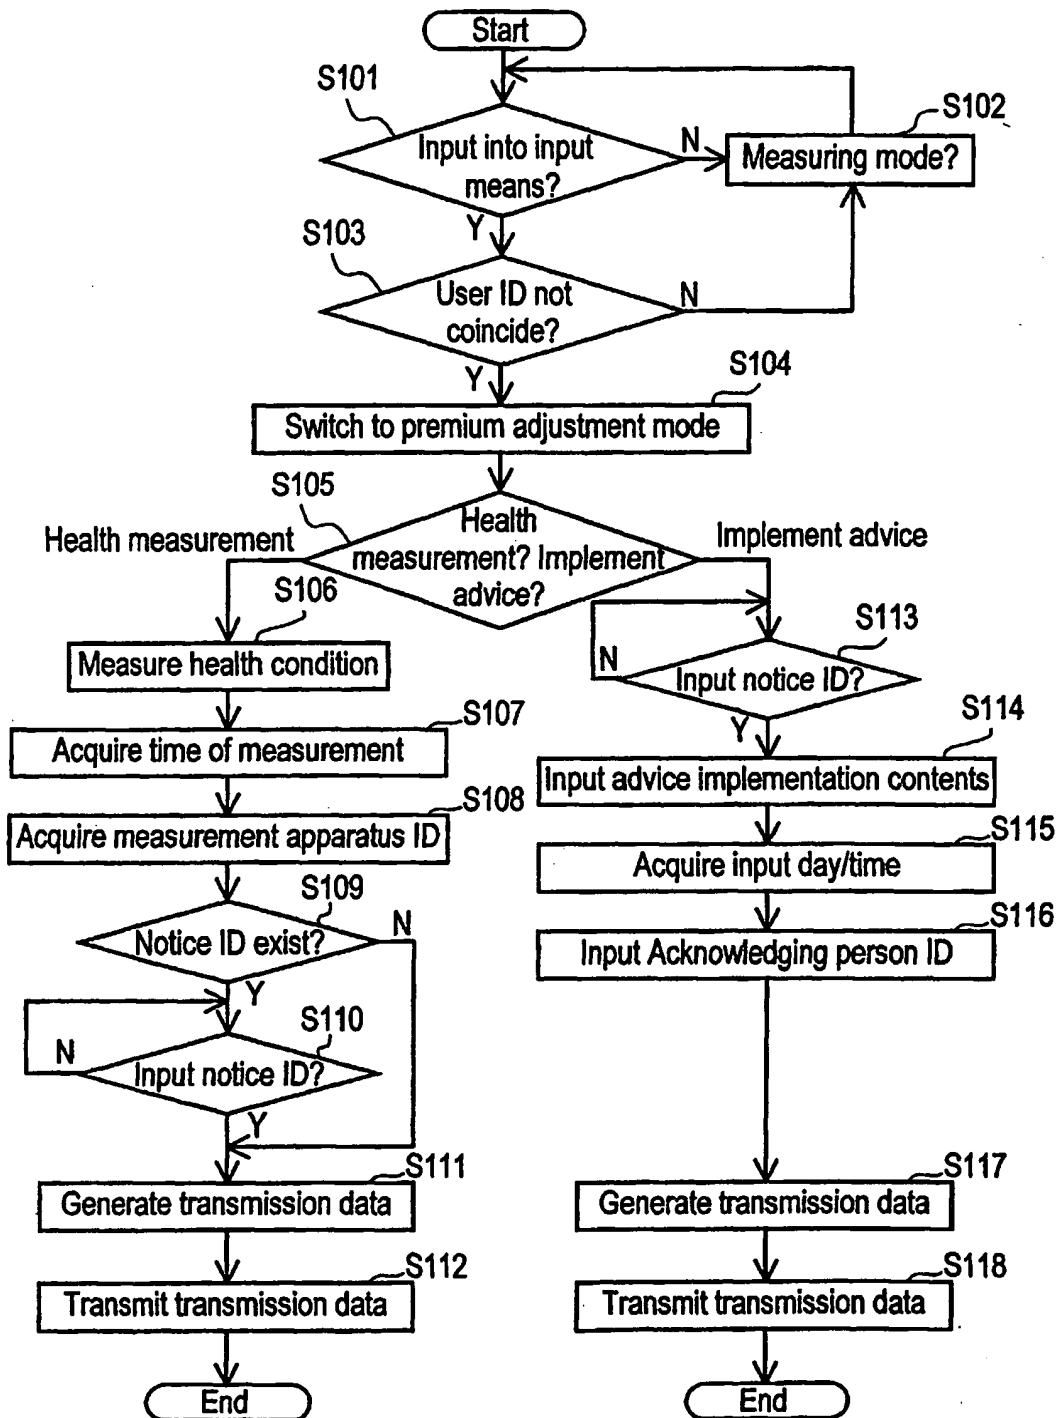 Start
S101
Input into input
means?
N
S102
Measuring mode?
Y
S103
User ID not
coincide?
N
Y
S104
Switch to premium adjustment mode
S105
Health
measurement? Implement
advice?
Health measurement
Implement advice
S106
Measure health condition
S107
Acquire time of measurement
S108
Acquire measurement apparatus ID
S109
Notice ID exist?
N
Y
S110
Input notice ID?
N
Y
S111
Generate transmission data
S112
Transmit transmission data
End
S113
Input notice ID?
N
Y
S114
Input advice implementation contents
S115
Acquire input day/time
S116
Input Acknowledging person ID
S117
Generate transmission data
S118
Transmit transmission data
End